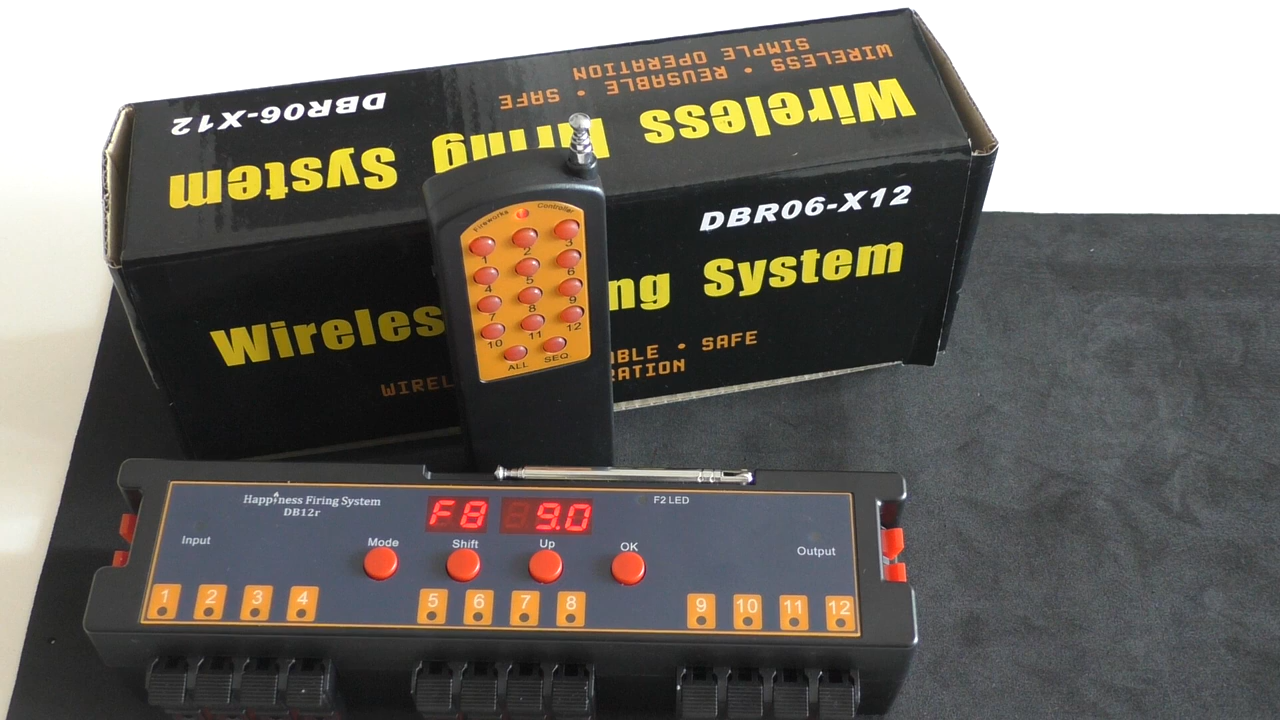 WIRELESS • REUSABLE • SAFE
SIMPLE OPERATION
Wireless Firing System
DBR06-X12
DBR06-X12
Wireles ng System
WIREL BLE • SAFE
RATION
Fireworks Controller
1 2 3
4 5 6
7 8 9
10 11 12
ALL SEQ
Happiness Firing System
DB12r
F8 9.0
F2 LED
Input
Mode Shift Up OK
Output
1 2 3 4 5 6 7 8 9 10 11 12